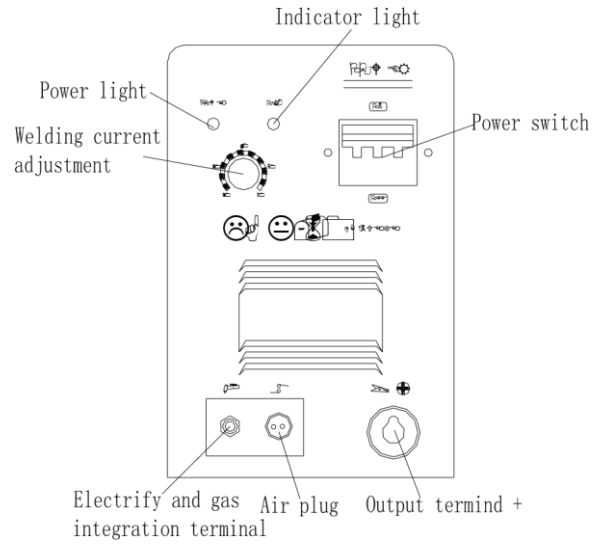 Indicator light
Power light
Welding current
adjustment
Power switch
Electrify and gas
integration terminal
Air plug
Output termind +